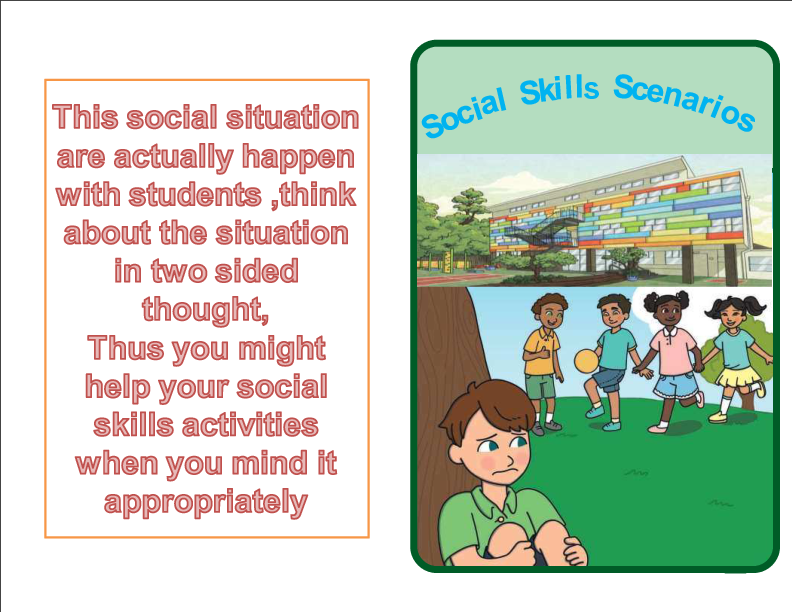 This social situation
are actually happen
with students ,think
about the situation
in two sided
thought,
Thus you might
help your social
skills activities
when you mind it
appropriately
Social Skills Scenarios